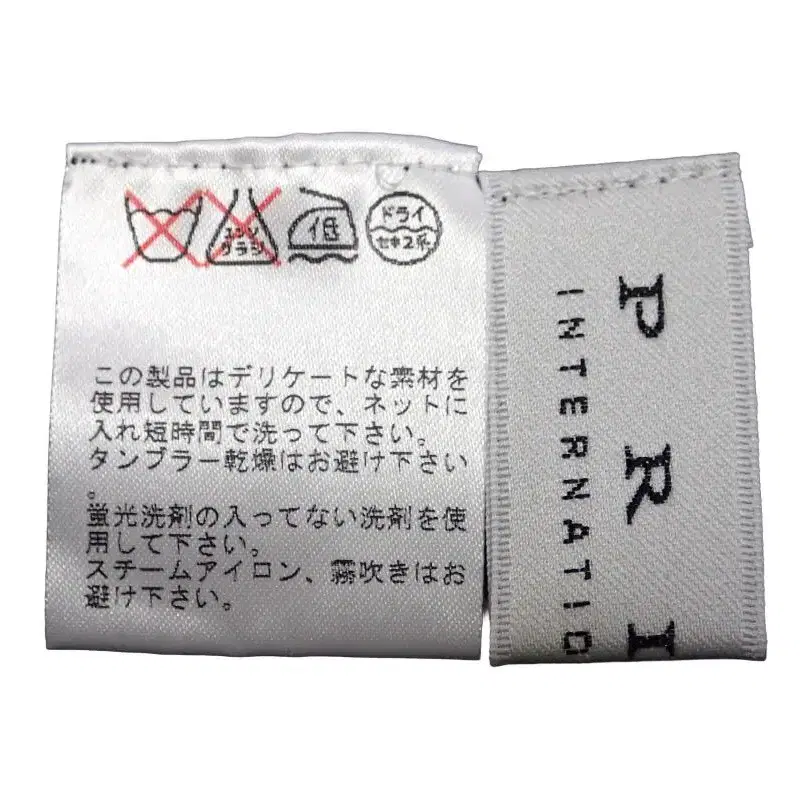 エンソ
サラシ
低
ドライ
セキユ系
この製品はデリケートな素材を
使用していますので、ネットに
入れ短時間で洗って下さい。
タンブラー乾燥はお避け下さい
。
蛍光洗剤の入ってない洗剤を使
用して下さい。
スチームアイロン、霧吹きはお
避け下さい。
PRI
INTERNATIO